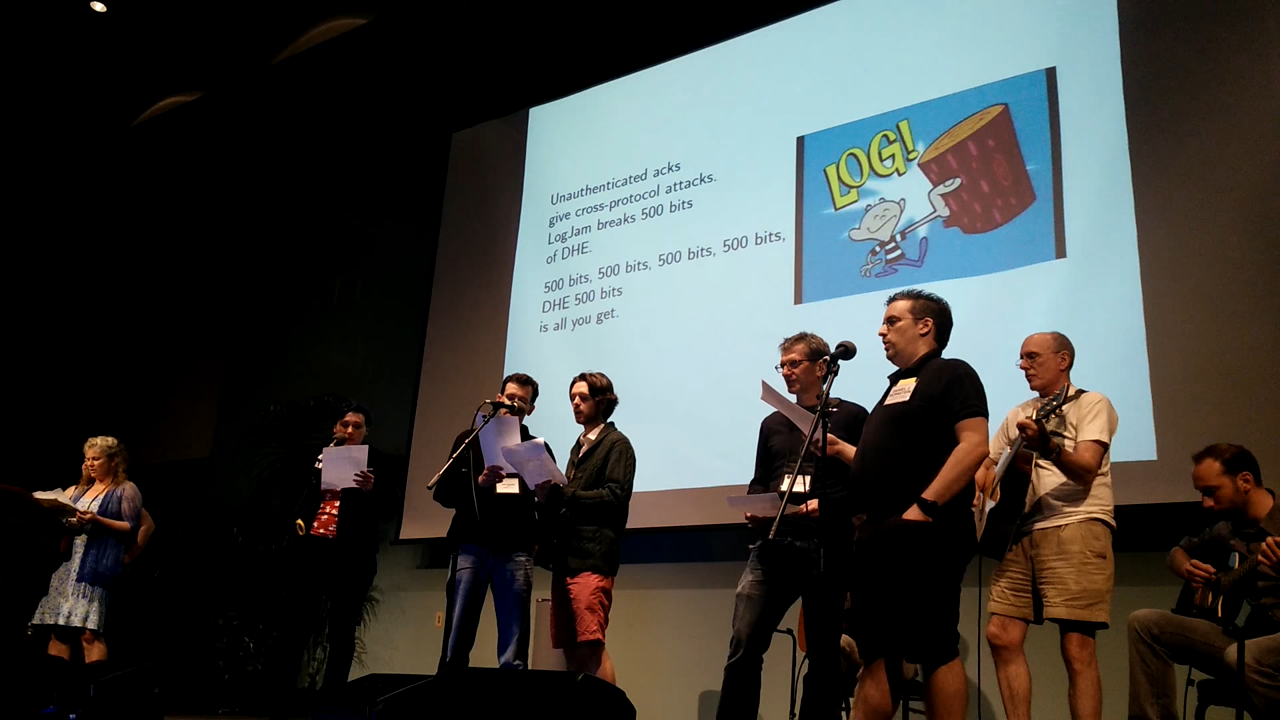 Unauthenticated acks
give cross-protocol attacks.
LogJam breaks 500 bits
of DHE.
500 bits, 500 bits, 500 bits, 500 bits,
DHE 500 bits
is all you get.
LOG!